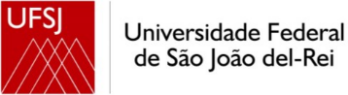 UFSJ
Universidade Federal
de São João del-Rei